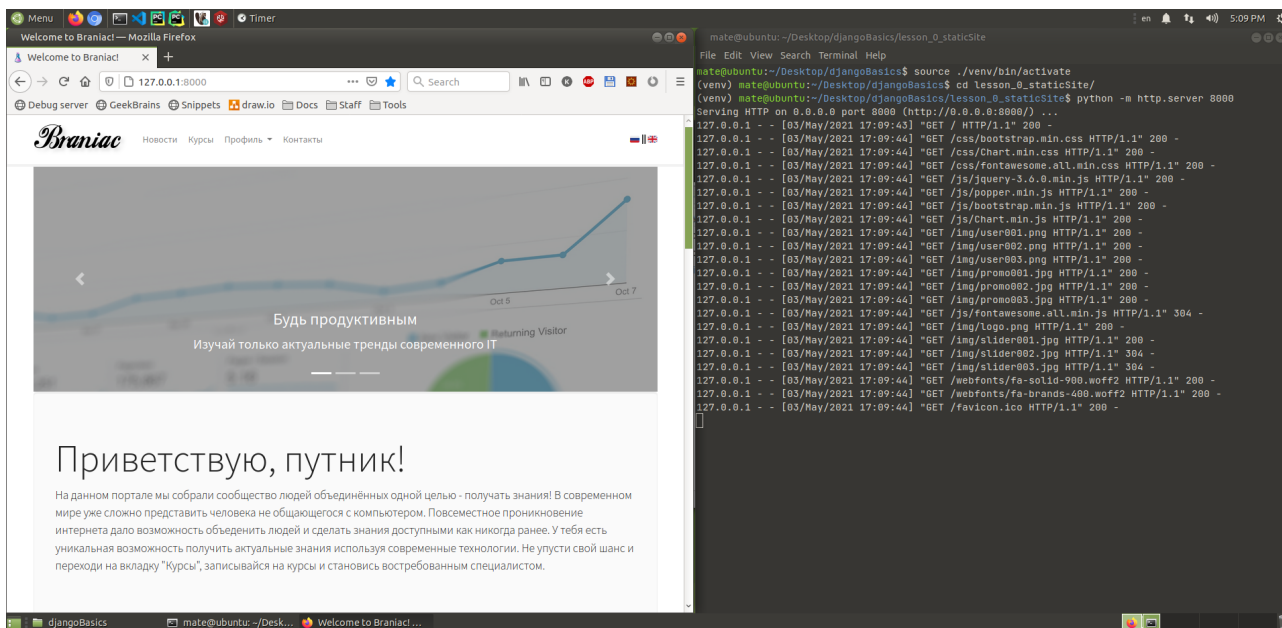 Menu Timer en 5:09 PM
Welcome to Braniac! — Mozilla Firefox
Welcome to Braniac!
127.0.0.1:8000 Search
Debug server GeekBrains Snippets draw.io Docs Staff Tools
Braniac Новости Курсы Профиль Контакты
Oct 5
Oct 7
Будь продуктивным
Returning Visitor
Изучай только актуальные тренды современного IT
Приветствую, путник!
На данном портале мы собрали сообщество людей объединённых одной целью - получать знания! В современном
мире уже сложно представить человека не общающегося с компьютером. Повсеместное проникновение
интернета дало возможность объеденить людей и сделать знания доступными как никогда ранее. У тебя есть
уникальная возможность получить актуальные знания используя современные технологии. Не упусти свой шанс и
переходи на вкладку "Курсы", записывайся на курсы и становись востребованным специалистом.
mate@ubuntu: ~/Desktop/djangoBasics/lesson_0_staticSite
File Edit View Search Terminal Help
mate@ubuntu:~/Desktop/djangoBasics$ source ./venv/bin/activate
(venv) mate@ubuntu:~/Desktop/djangoBasics$ cd lesson_0_staticSite/
(venv) mate@ubuntu:~/Desktop/djangoBasics/lesson_0_staticSite$ python -m http.server 8000
Serving HTTP on 0.0.0.0 port 8000 (http://0.0.0.0:8000/) ...
127.0.0.1 - - [03/May/2021 17:09:43] "GET / HTTP/1.1" 200 -
127.0.0.1 - - [03/May/2021 17:09:44] "GET /css/bootstrap.min.css HTTP/1.1" 200 -
127.0.0.1 - - [03/May/2021 17:09:44] "GET /css/Chart.min.css HTTP/1.1" 200 -
127.0.0.1 - - [03/May/2021 17:09:44] "GET /css/fontawesome.all.min.css HTTP/1.1" 200 -
127.0.0.1 - - [03/May/2021 17:09:44] "GET /js/jquery-3.6.0.min.js HTTP/1.1" 200 -
127.0.0.1 - - [03/May/2021 17:09:44] "GET /js/popper.min.js HTTP/1.1" 200 -
127.0.0.1 - - [03/May/2021 17:09:44] "GET /js/bootstrap.min.js HTTP/1.1" 200 -
127.0.0.1 - - [03/May/2021 17:09:44] "GET /js/Chart.min.js HTTP/1.1" 200 -
127.0.0.1 - - [03/May/2021 17:09:44] "GET /img/user001.png HTTP/1.1" 200 -
127.0.0.1 - - [03/May/2021 17:09:44] "GET /img/user002.png HTTP/1.1" 200 -
127.0.0.1 - - [03/May/2021 17:09:44] "GET /img/user003.png HTTP/1.1" 200 -
127.0.0.1 - - [03/May/2021 17:09:44] "GET /img/promo001.jpg HTTP/1.1" 200 -
127.0.0.1 - - [03/May/2021 17:09:44] "GET /img/promo002.jpg HTTP/1.1" 200 -
127.0.0.1 - - [03/May/2021 17:09:44] "GET /img/promo003.jpg HTTP/1.1" 200 -
127.0.0.1 - - [03/May/2021 17:09:44] "GET /js/fontawesome.all.min.js HTTP/1.1" 304 -
127.0.0.1 - - [03/May/2021 17:09:44] "GET /img/logo.png HTTP/1.1" 200 -
127.0.0.1 - - [03/May/2021 17:09:44] "GET /img/slider001.jpg HTTP/1.1" 200 -
127.0.0.1 - - [03/May/2021 17:09:44] "GET /img/slider002.jpg HTTP/1.1" 304 -
127.0.0.1 - - [03/May/2021 17:09:44] "GET /img/slider003.jpg HTTP/1.1" 304 -
127.0.0.1 - - [03/May/2021 17:09:44] "GET /webfonts/fa-solid-900.woff2 HTTP/1.1" 200 -
127.0.0.1 - - [03/May/2021 17:09:44] "GET /webfonts/fa-brands-400.woff2 HTTP/1.1" 200 -
127.0.0.1 - - [03/May/2021 17:09:44] "GET /favicon.ico HTTP/1.1" 200 -
djangoBasics mate@ubuntu: ~/Desk... Welcome to Braniac! ...